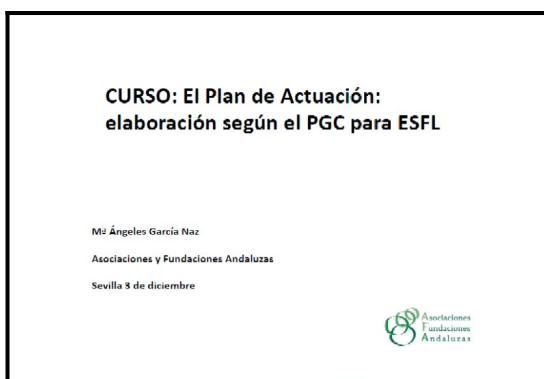 CURSO: El Plan de Actuación:
elaboración según el PGC para ESFL
Mª Ángeles García Naz
Asociaciones y Fundaciones Andaluzas
Sevilla 3 de diciembre
Asociaciones
Fundaciones
Andaluzas